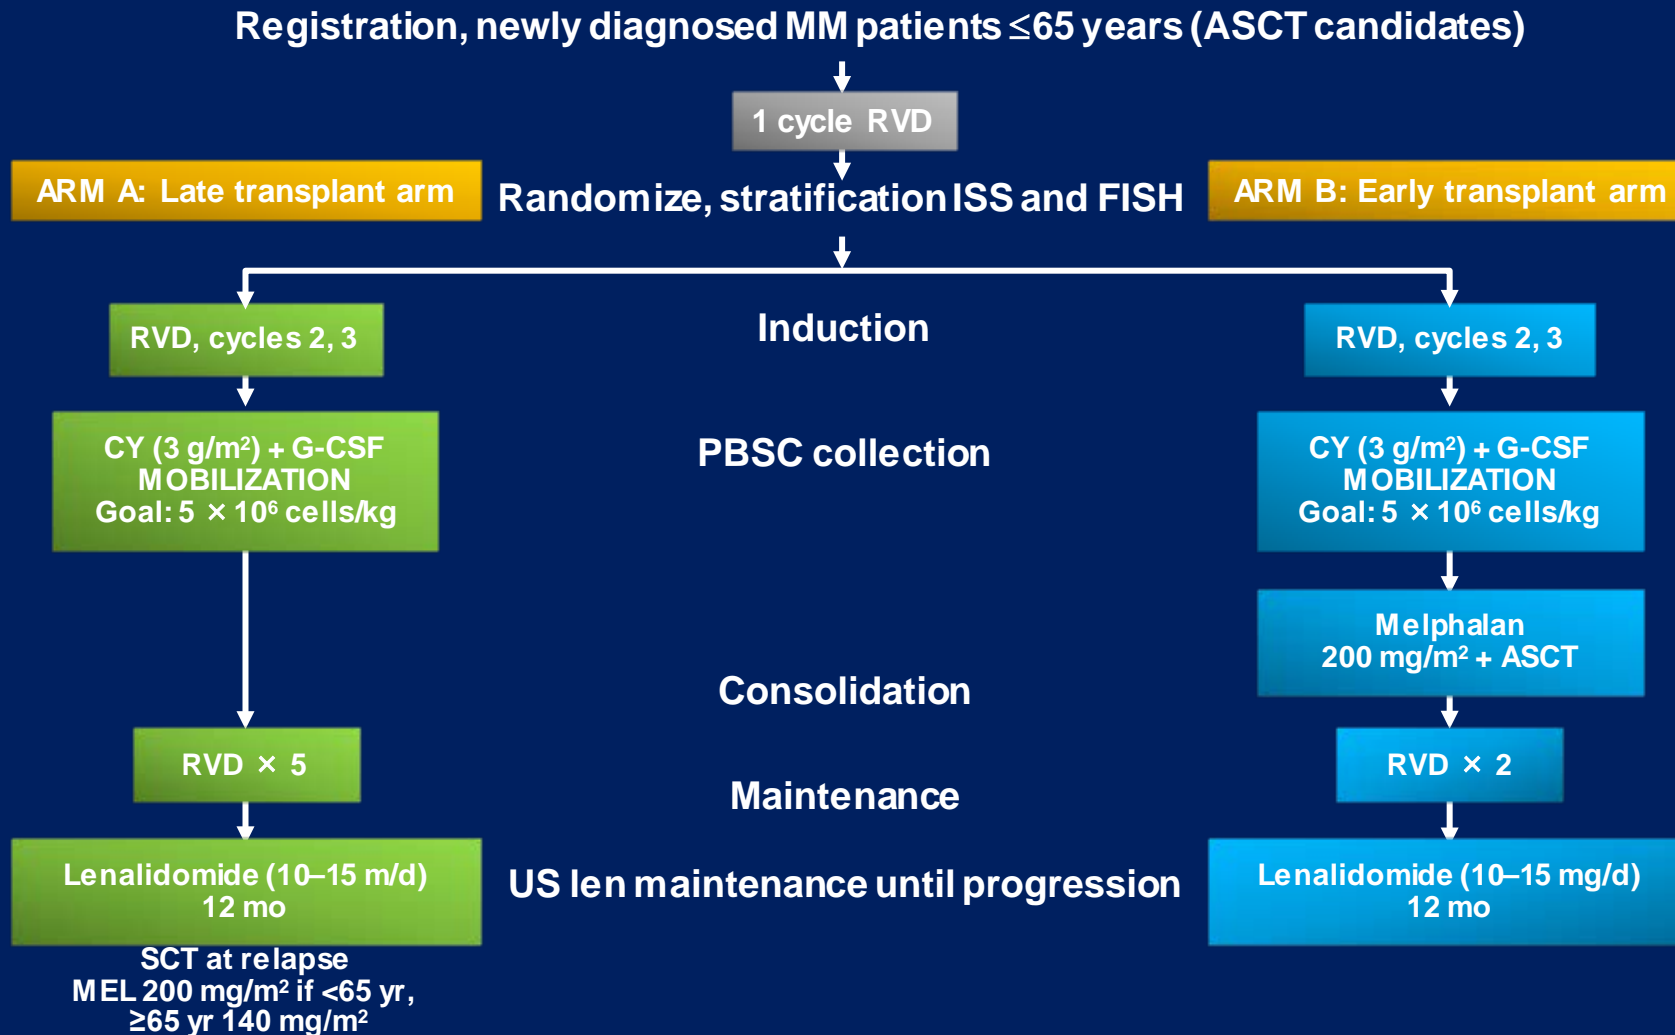 Registration, newly diagnosed MM patients ≤65 years (ASCT candidates)
1 cycle RVD
ARM A: Late transplant arm
Randomize, stratification ISS and FISH
ARM B: Early transplant arm
RVD, cycles 2, 3
Induction
RVD, cycles 2, 3
CY (3 g/m²) + G-CSF
MOBILIZATION
Goal: 5 × 10⁶ cells/kg
PBSC collection
CY (3 g/m²) + G-CSF
MOBILIZATION
Goal: 5 × 10⁶ cells/kg
Melphalan
200 mg/m² + ASCT
Consolidation
RVD × 5
RVD × 2
Maintenance
Lenalidomide (10–15 m/d)
12 mo
US len maintenance until progression
Lenalidomide (10–15 mg/d)
12 mo
SCT at relapse
MEL 200 mg/m² if <65 yr,
≥65 yr 140 mg/m²